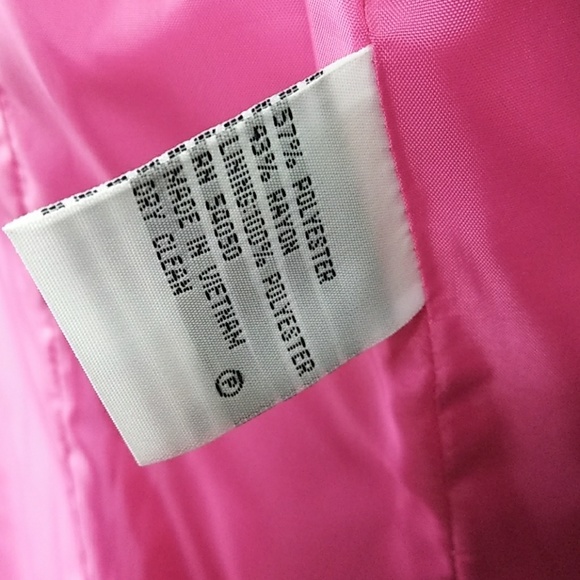 57% POLYESTER
43% RAYON
LINING:100% POLYESTER
RN 50050
MADE IN VIETNAM
DRY CLEAN
P